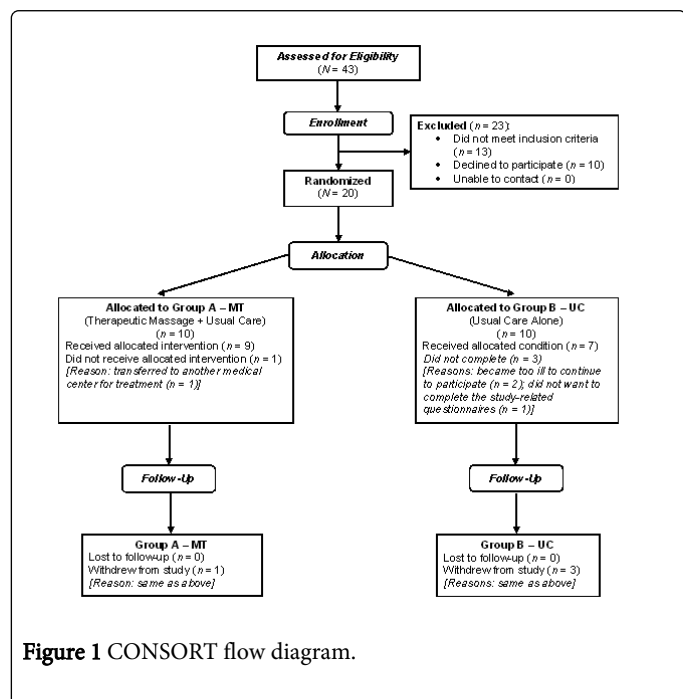 Assessed for Eligibility
(N = 43)
Enrollment
Excluded (n = 23):
• Did not meet inclusion criteria
(n = 13)
• Declined to participate (n = 10)
• Unable to contact (n = 0)
Randomized
(N = 20)
Allocation
Allocated to Group A – MT
(Therapeutic Massage + Usual Care)
(n = 10)
Received allocated intervention (n = 9)
Did not receive allocated intervention (n = 1)
[Reason: transferred to another medical
center for treatment (n = 1)]
Allocated to Group B – UC
(Usual Care Alone)
(n = 10)
Received allocated condition (n = 7)
Did not complete (n = 3)
[Reasons: became too ill to continue
to participate (n = 2); did not want to
complete the study-related
questionnaires (n = 1)]
Follow-Up
Follow-Up
Group A – MT
Lost to follow-up (n = 0)
Withdrew from study (n = 1)
[Reason: same as above]
Group B – UC
Lost to follow-up (n = 0)
Withdrew from study (n = 3)
[Reasons: same as above]
Figure 1 CONSORT flow diagram.